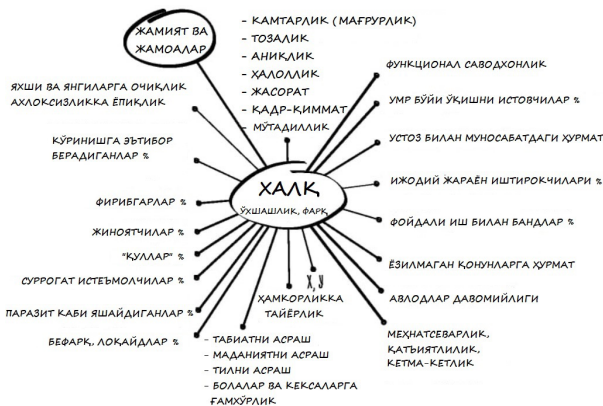 ЖАМИЯТ ВА
ЖАМОАЛАР
- КАМТАРЛИК (МАҒРУРЛИК)
- ТОЗАЛИК
- АНИҚЛИК
- ҲАЛОЛЛИК
- ЖАСОРАТ
- ҚАДР-ҚИММАТ
- МЎТАДИЛЛИК
ЯХШИ ВА ЯНГИЛАРГА ОЧИҚЛИК
АХЛОКСИЗЛИККА ЁПИҚЛИК
КЎРИНИШГА ЭЪТИБОР
БЕРАДИГАНЛАР %
ФИРИБГАРЛАР %
ЖИНОЯТЧИЛАР %
"ҚУЛЛАР" %
СУРРОГАТ ИСТЕЪМОЛЧИЛАР %
ПАРАЗИТ КАБИ ЯШАЙДИГАНЛАР %
БЕФАРҚ, ЛОҚАЙДЛАР %
ХАЛҚ
ЎХШАШЛИК, ФАРҚ
ФУНКЦИОНАЛ САВОДХОНЛИК
УМР БЎЙИ ЎҚИШНИ ИСТОВЧИЛАР %
УСТОЗ БИЛАН МУНОСАБАТДАГИ ҲУРМАТ
ИЖОДИЙ ЖАРАЁН ИШТИРОКЧИЛАРИ %
ФОЙДАЛИ ИШ БИЛАН БАНДЛАР %
ЁЗИЛМАГАН ҚОНУНЛАРГА ҲУРМАТ
АВЛОДЛАР ДАВОМИЙЛИГИ
МЕҲНАТСЕВАРЛИК,
ҚАТЪИЯТЛИЛИК,
КЕТМА-КЕТЛИК
Х, У
ҲАМКОРЛИККА
ТАЙЁРЛИК
- ТАБИАТНИ АСРАШ
- МАДАНИЯТНИ АСРАШ
- ТИЛНИ АСРАШ
- БОЛАЛАР ВА КЕКСАЛАРГА
ҒАМХЎРЛИК